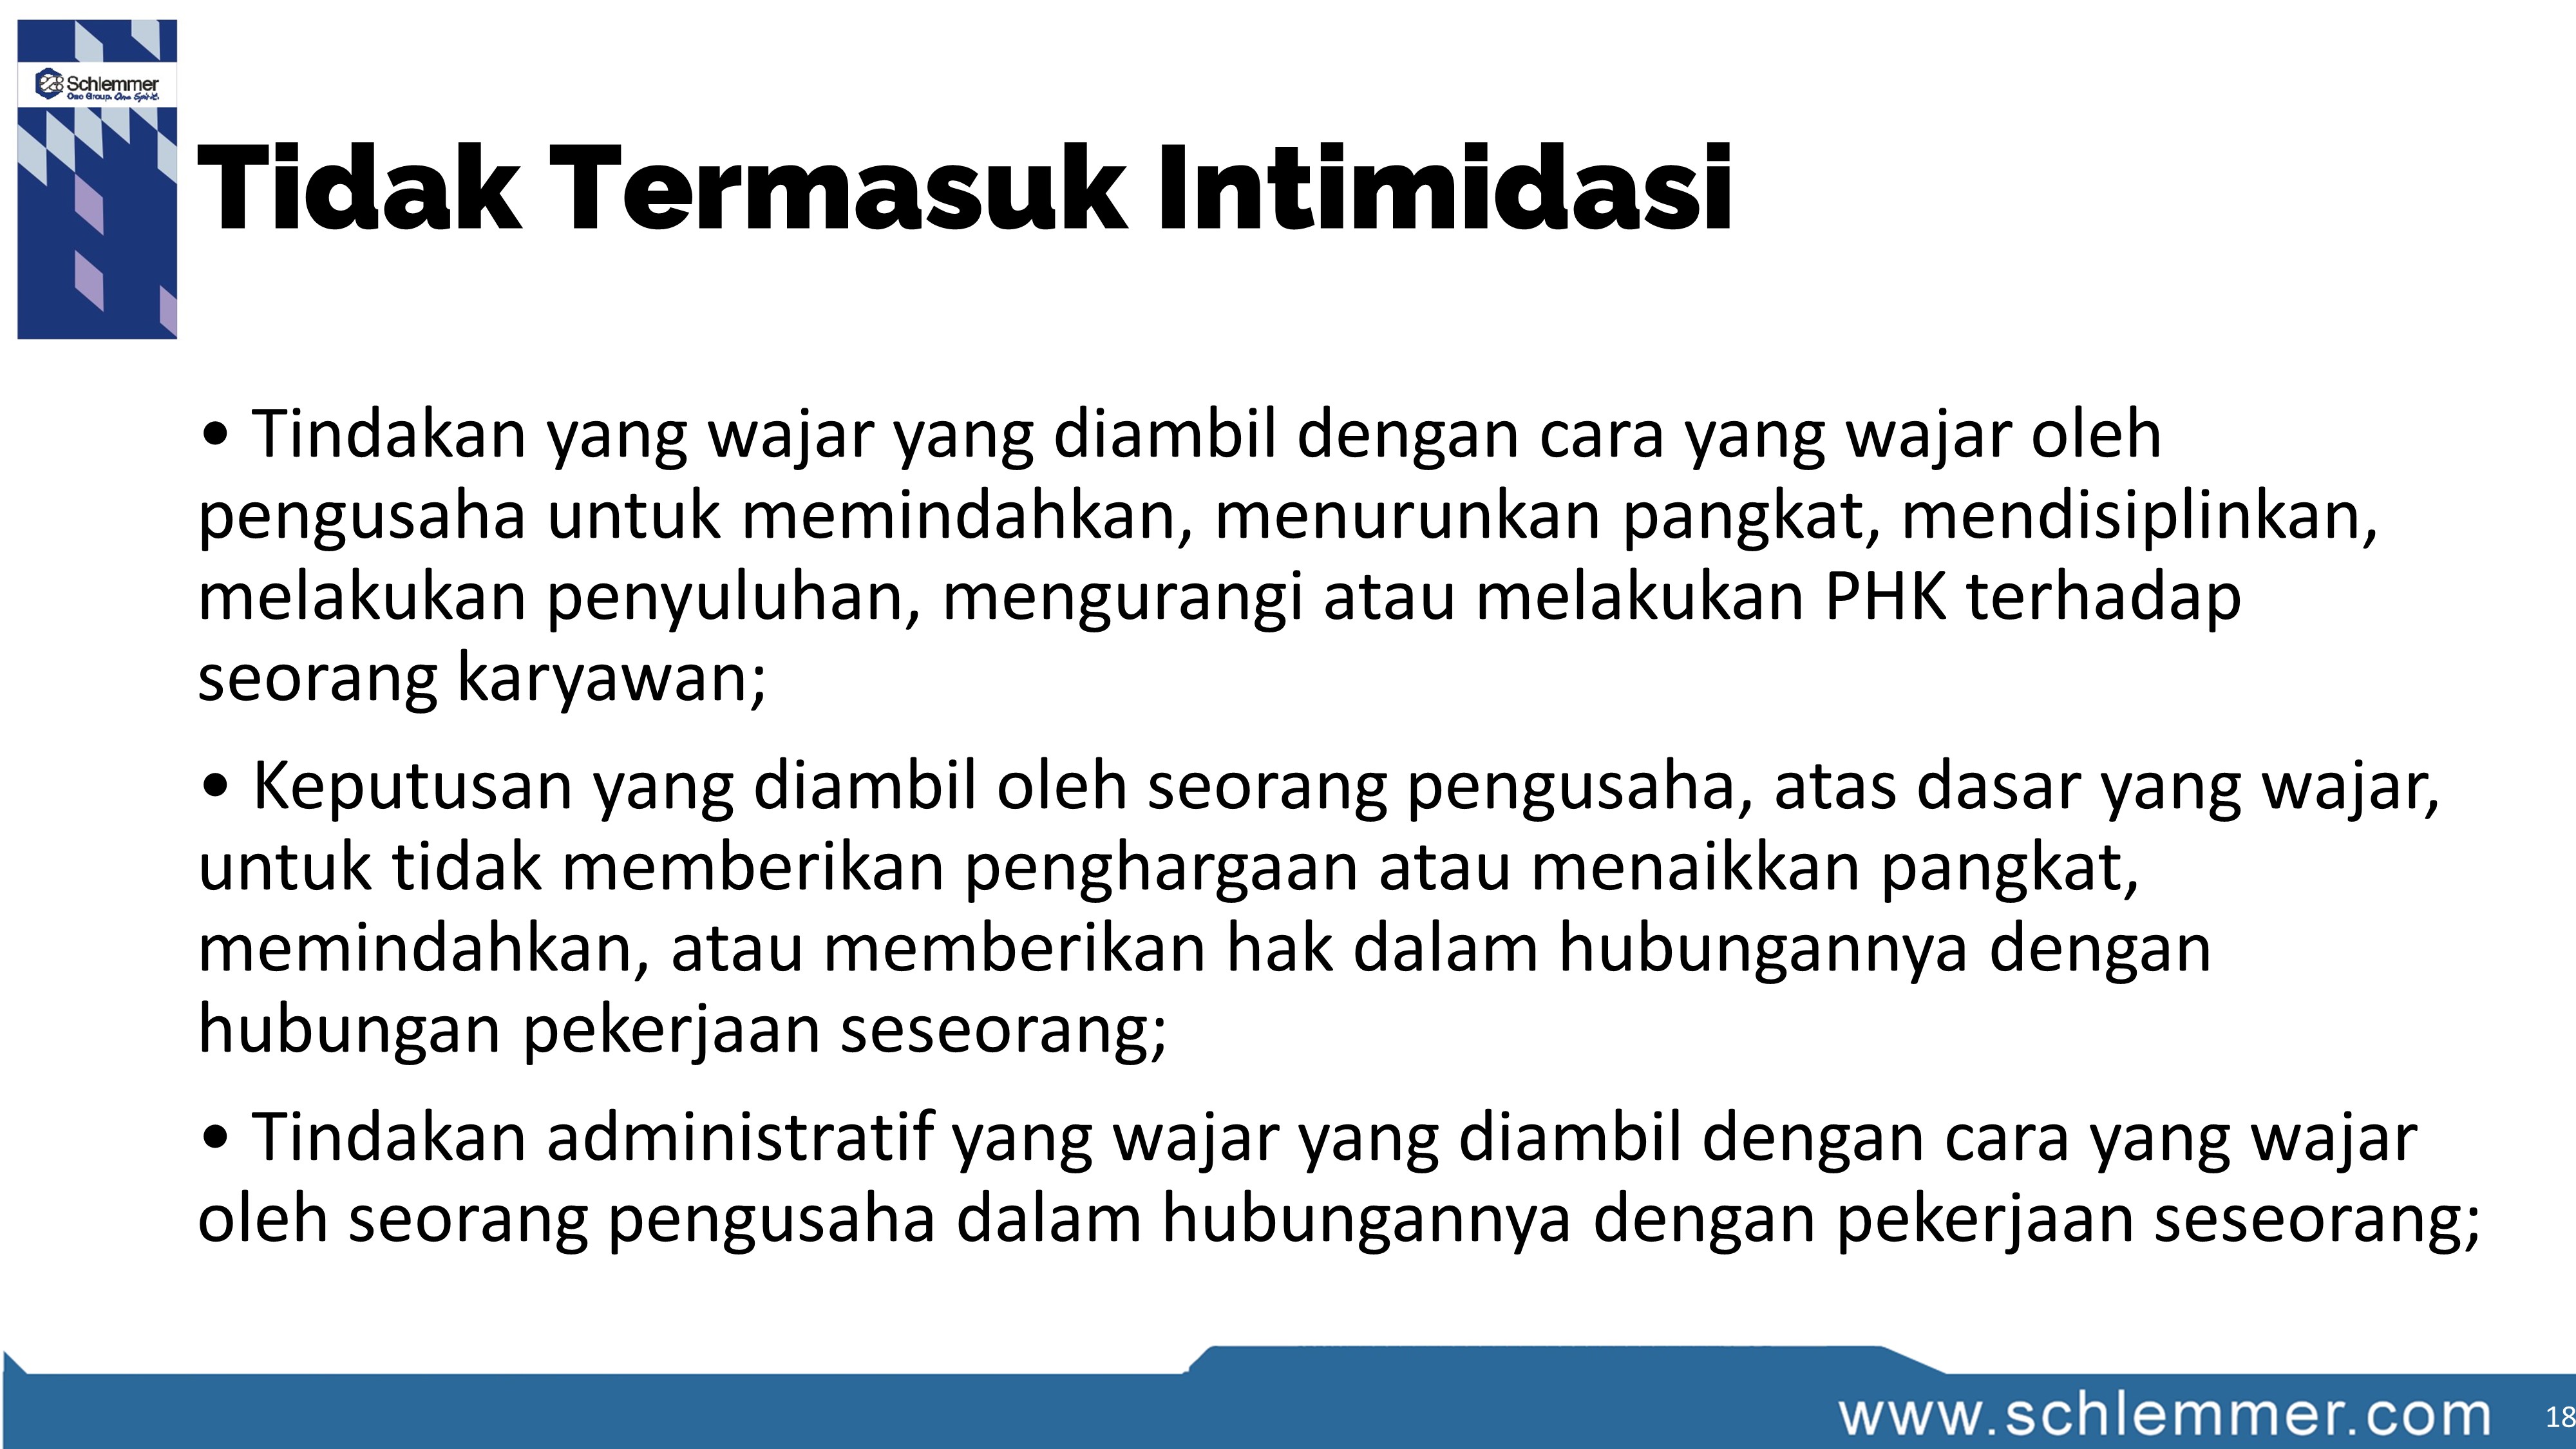 Schlemmer
One Group. One Spirit.
Tidak Termasuk Intimidasi
• Tindakan yang wajar yang diambil dengan cara yang wajar oleh
pengusaha untuk memindahkan, menurunkan pangkat, mendisiplinkan,
melakukan penyuluhan, mengurangi atau melakukan PHK terhadap
seorang karyawan;
• Keputusan yang diambil oleh seorang pengusaha, atas dasar yang wajar,
untuk tidak memberikan penghargaan atau menaikkan pangkat,
memindahkan, atau memberikan hak dalam hubungannya dengan
hubungan pekerjaan seseorang;
• Tindakan administratif yang wajar yang diambil dengan cara yang wajar
oleh seorang pengusaha dalam hubungannya dengan pekerjaan seseorang;
www.schlemmer.com
18